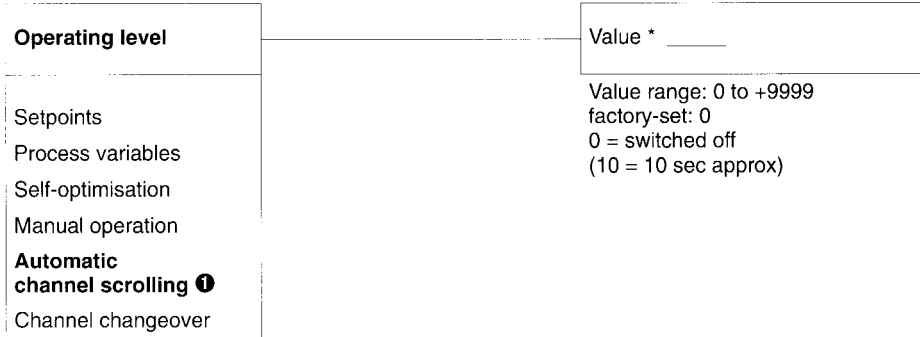 Operating level
Value * _____
Value range: 0 to +9999
factory-set: 0
0 = switched off
(10 = 10 sec approx)
Setpoints
Process variables
Self-optimisation
Manual operation
Automatic
channel scrolling ❶
Channel changeover